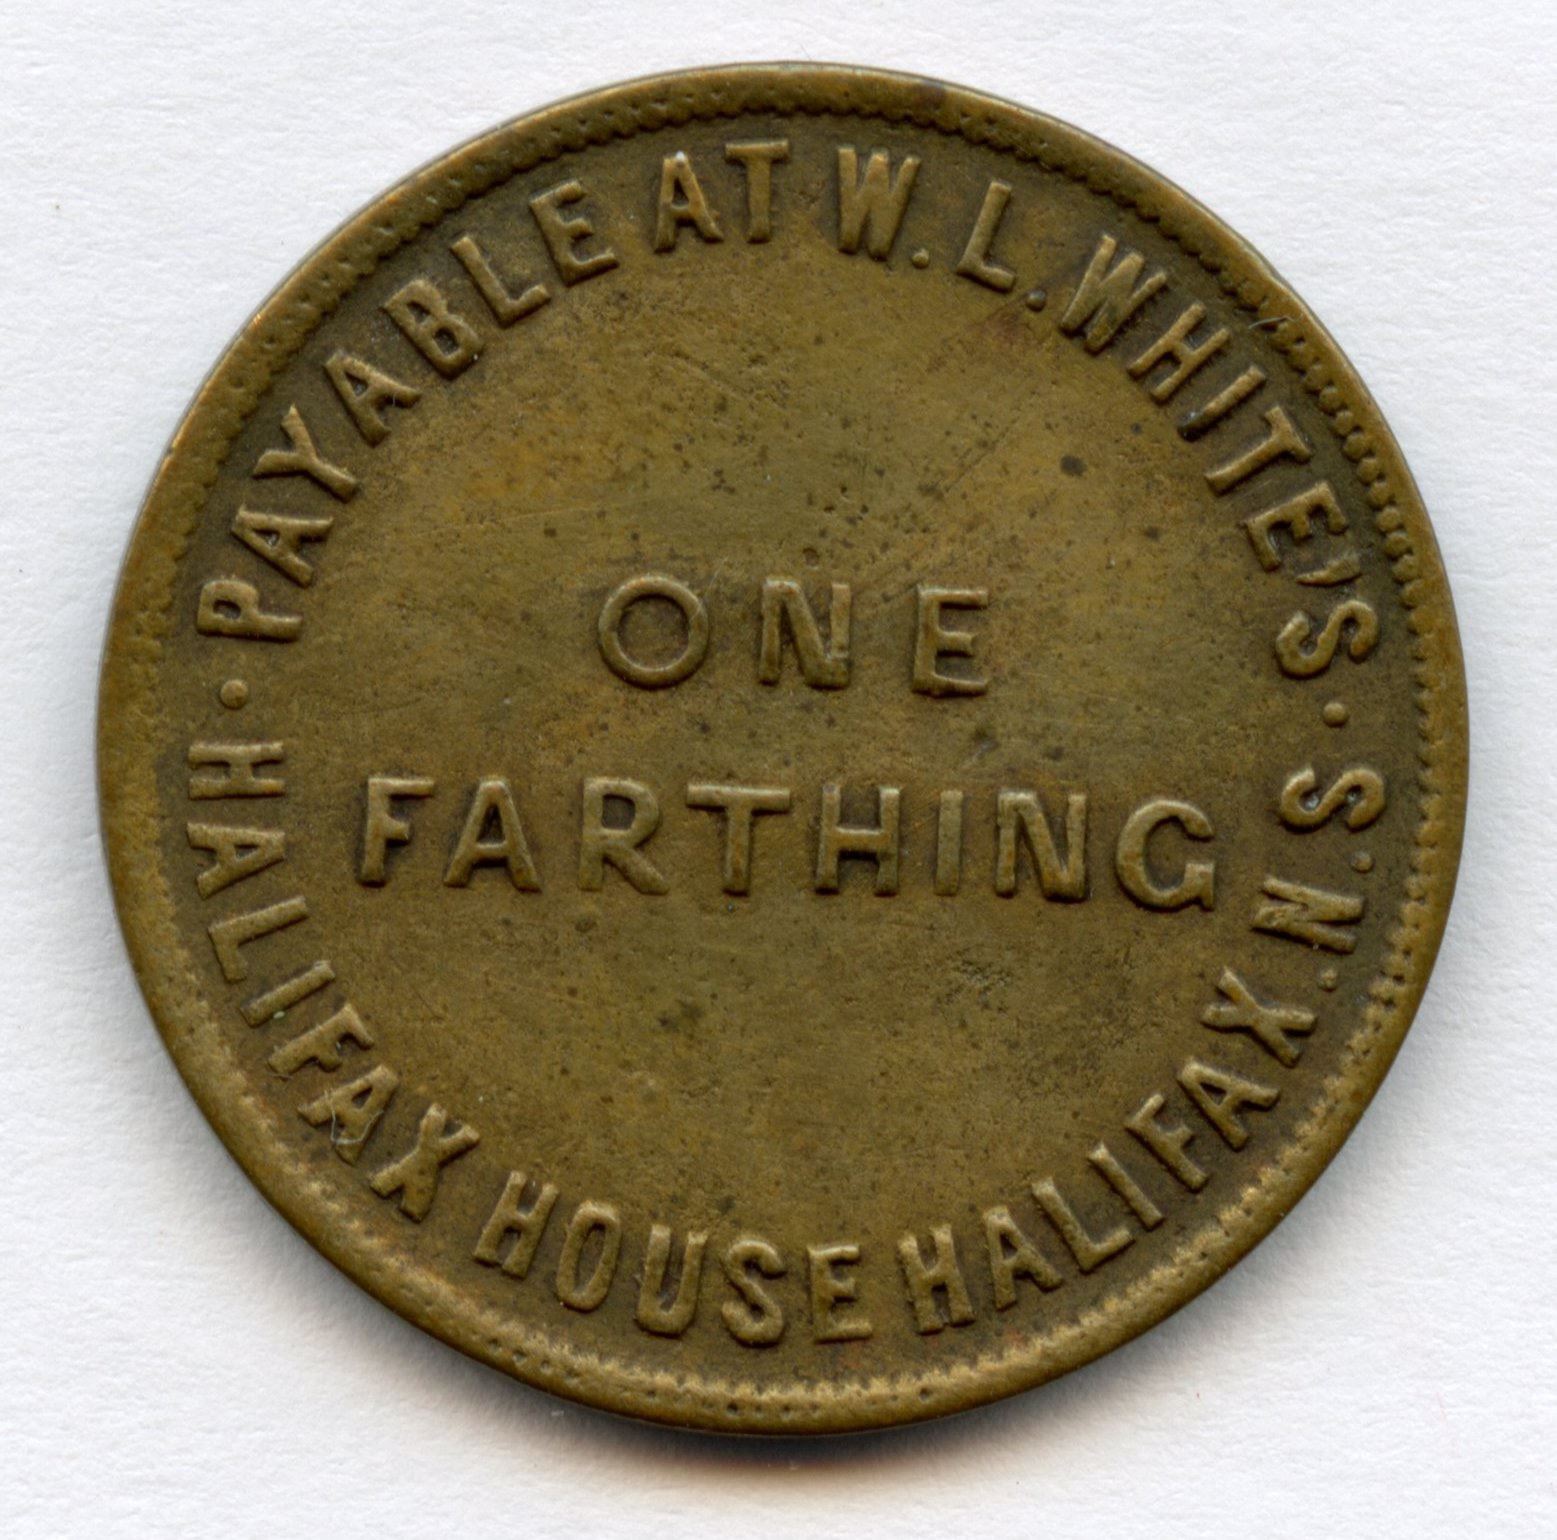 PAYABLE AT W. L. WHITE'S
ONE
FARTHING
HALIFAX HOUSE HALIFAX. N. S.